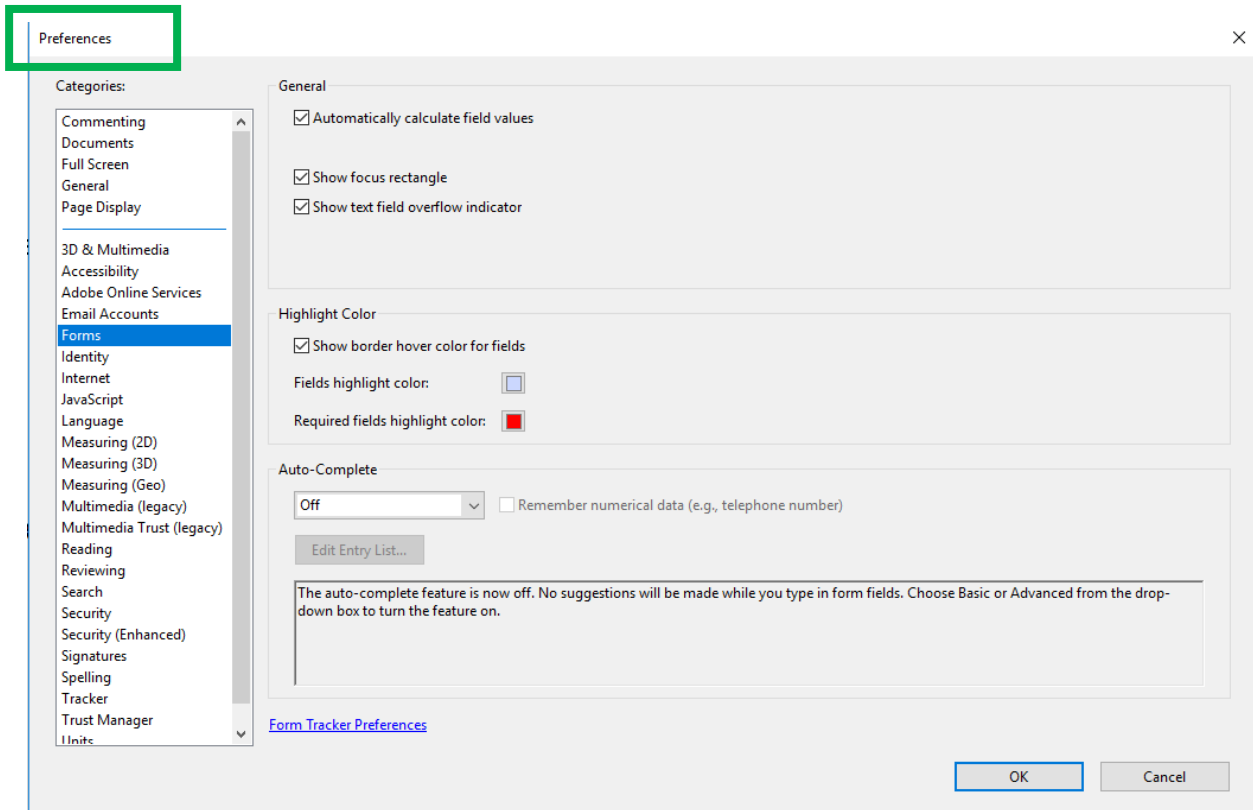 Preferences
Categories:
Commenting
Documents
Full Screen
General
Page Display
3D & Multimedia
Accessibility
Adobe Online Services
Email Accounts
Forms
Identity
Internet
JavaScript
Language
Measuring (2D)
Measuring (3D)
Measuring (Geo)
Multimedia (legacy)
Multimedia Trust (legacy)
Reading
Reviewing
Search
Security
Security (Enhanced)
Signatures
Spelling
Tracker
Trust Manager
Units
General
Automatically calculate field values
Show focus rectangle
Show text field overflow indicator
Highlight Color
Show border hover color for fields
Fields highlight color:
Required fields highlight color:
Auto-Complete
Off
Remember numerical data (e.g., telephone number)
Edit Entry List...
The auto-complete feature is now off. No suggestions will be made while you type in form fields. Choose Basic or Advanced from the drop-
down box to turn the feature on.
Form Tracker Preferences
OK
Cancel